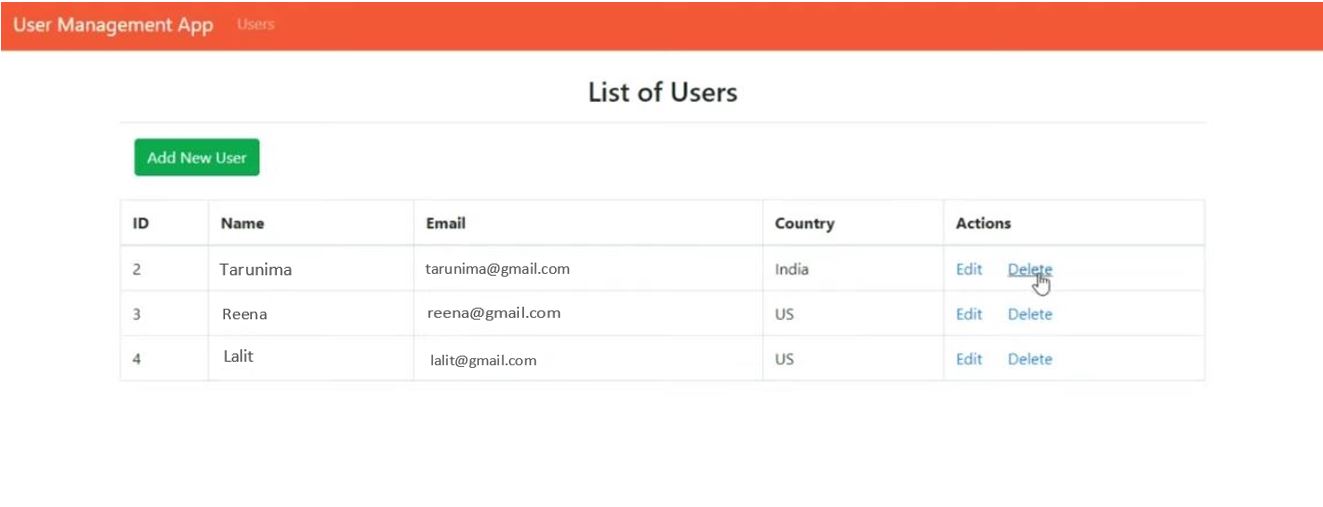 User Management App Users
List of Users
Add New User
ID Name Email Country Actions
2 Tarunima tarunima@gmail.com India Edit Delete
3 Reena reena@gmail.com US Edit Delete
4 Lalit lalit@gmail.com US Edit Delete